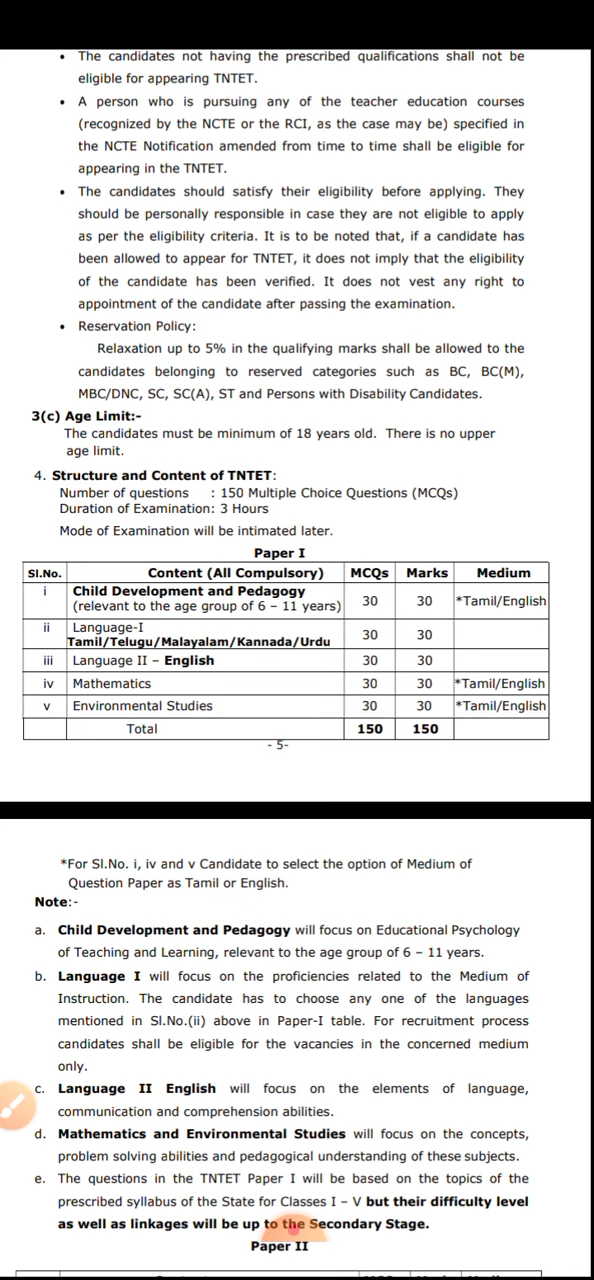 • The candidates not having the prescribed qualifications shall not be
eligible for appearing TNTET.
• A person who is pursuing any of the teacher education courses
(recognized by the NCTE or the RCI, as the case may be) specified in
the NCTE Notification amended from time to time shall be eligible for
appearing in the TNTET.
• The candidates should satisfy their eligibility before applying. They
should be personally responsible in case they are not eligible to apply
as per the eligibility criteria. It is to be noted that, if a candidate has
been allowed to appear for TNTET, it does not imply that the eligibility
of the candidate has been verified. It does not vest any right to
appointment of the candidate after passing the examination.
• Reservation Policy:
Relaxation up to 5% in the qualifying marks shall be allowed to the
candidates belonging to reserved categories such as BC, BC(M),
MBC/DNC, SC, SC(A), ST and Persons with Disability Candidates.
3(c) Age Limit:-
The candidates must be minimum of 18 years old. There is no upper
age limit.
4. Structure and Content of TNTET:
Number of questions : 150 Multiple Choice Questions (MCQs)
Duration of Examination: 3 Hours
Mode of Examination will be intimated later.
Paper I
Sl.No. Content (All Compulsory) MCQs Marks Medium
i Child Development and Pedagogy
(relevant to the age group of 6 – 11 years) 30 30 *Tamil/English
ii Language-I
Tamil/Telugu/Malayalam/Kannada/Urdu 30 30
iii Language II – English 30 30
iv Mathematics 30 30 *Tamil/English
v Environmental Studies 30 30 *Tamil/English
Total 150 150
- 5-
*For Sl.No. i, iv and v Candidate to select the option of Medium of
Question Paper as Tamil or English.
Note:-
a. Child Development and Pedagogy will focus on Educational Psychology
of Teaching and Learning, relevant to the age group of 6 – 11 years.
b. Language I will focus on the proficiencies related to the Medium of
Instruction. The candidate has to choose any one of the languages
mentioned in Sl.No.(ii) above in Paper-I table. For recruitment process
candidates shall be eligible for the vacancies in the concerned medium
only.
c. Language II English will focus on the elements of language,
communication and comprehension abilities.
d. Mathematics and Environmental Studies will focus on the concepts,
problem solving abilities and pedagogical understanding of these subjects.
e. The questions in the TNTET Paper I will be based on the topics of the
prescribed syllabus of the State for Classes I – V but their difficulty level
as well as linkages will be up to the Secondary Stage.
Paper II